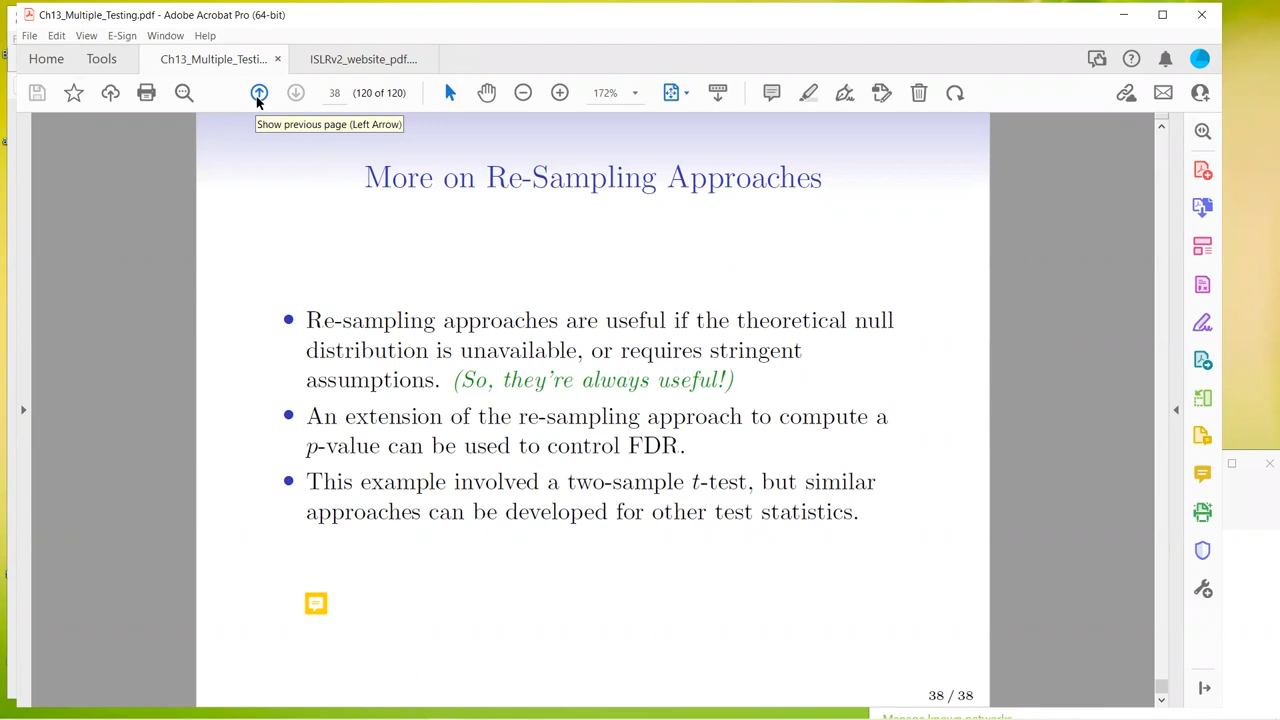 Ch13_Multiple_Testing.pdf - Adobe Acrobat Pro (64-bit)
File Edit View E-Sign Window Help
Home Tools Ch13_Multiple_Testi... × ISLRv2_website_pdf....
38 (120 of 120) 172%
Show previous page (Left Arrow)
More on Re-Sampling Approaches
• Re-sampling approaches are useful if the theoretical null
distribution is unavailable, or requires stringent
assumptions. (So, they're always useful!)
• An extension of the re-sampling approach to compute a
p-value can be used to control FDR.
• This example involved a two-sample t-test, but similar
approaches can be developed for other test statistics.
38 / 38
Manage known networks